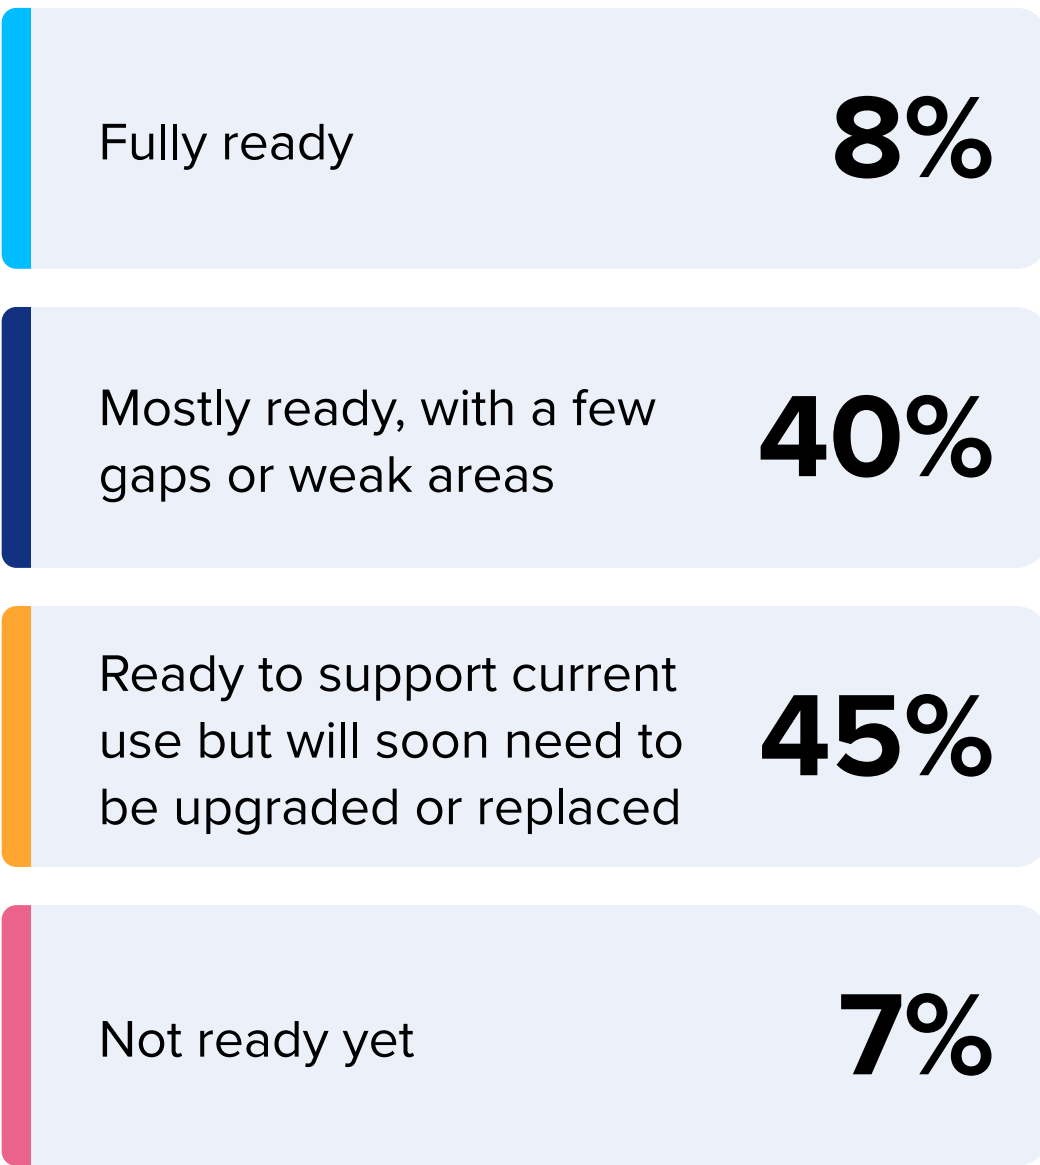 Fully ready
8%
Mostly ready, with a few
gaps or weak areas
40%
Ready to support current
use but will soon need to
be upgraded or replaced
45%
Not ready yet
7%